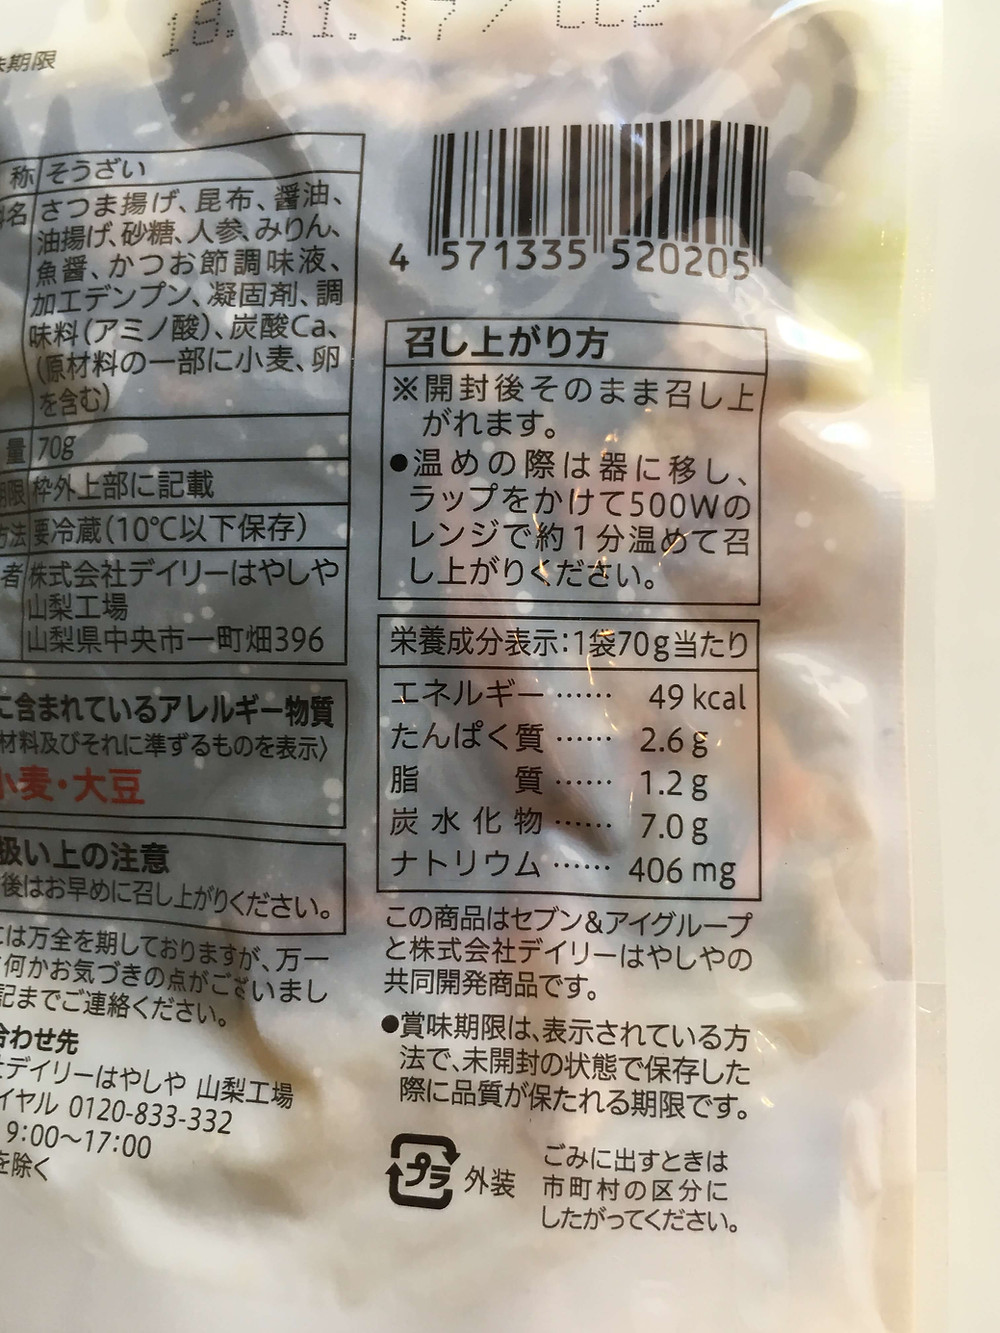 味期限
18.11.17 / LC2
称 そうざい
名 さつま揚げ、昆布、醤油、
油揚げ、砂糖、人参、みりん、
魚醤、かつお節調味液、
加工デンプン、凝固剤、調
味料(アミノ酸)、炭酸Ca、
(原材料の一部に小麦、卵
を含む)
量 70g
期限 枠外上部に記載
方法 要冷蔵(10℃以下保存)
者 株式会社デイリーはやしや
山梨工場
山梨県中央市一町畑396
に含まれているアレルギー物質
材料及びそれに準ずるものを表示〉
小麦・大豆
扱い上の注意
後はお早めに召し上がりください。
には万全を期しておりますが、万一
何かお気づきの点がございまし
記までご連絡ください。
合わせ先
デイリーはやしや 山梨工場
イヤル 0120-833-332
9:00～17:00
を除く
4 571335 520205
召し上がり方
※開封後そのまま召し上
がれます。
●温めの際は器に移し、
ラップをかけて500Wの
レンジで約1分温めて召
し上がりください。
栄養成分表示:1袋70g当たり
エネルギー …… 49 kcal
たんぱく質 …… 2.6 g
脂質 …… 1.2 g
炭水化物 …… 7.0 g
ナトリウム …… 406 mg
この商品はセブン&アイグループ
と株式会社デイリーはやしやの
共同開発商品です。
●賞味期限は、表示されている方
法で、未開封の状態で保存した
際に品質が保たれる期限です。
プラ 外装
ごみに出すときは
市町村の区分に
したがってください。